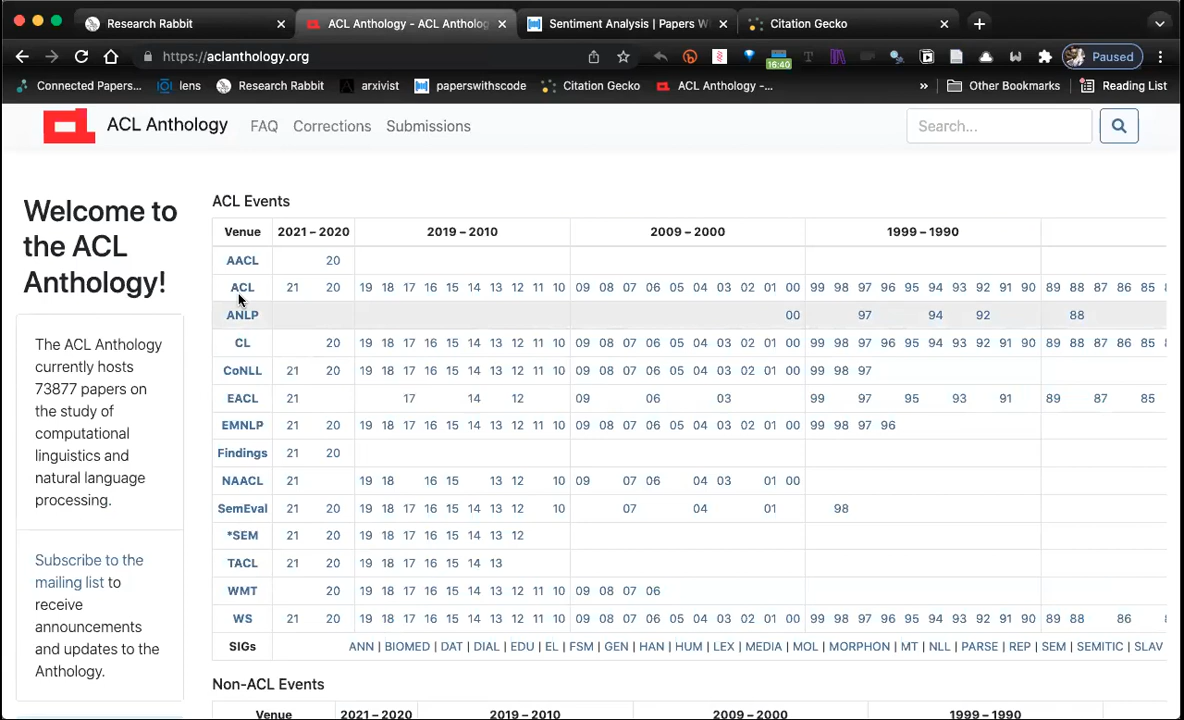 Research Rabbit
ACL Anthology - ACL Antholog
Sentiment Analysis | Papers W
Citation Gecko
https://aclanthology.org
16:40
Paused
Connected Papers...
lens
Research Rabbit
arxivist
paperswithcode
Citation Gecko
ACL Anthology -...
»
Other Bookmarks
Reading List
ACL Anthology
FAQ
Corrections
Submissions
Search...
Welcome to
the ACL
Anthology!
The ACL Anthology
currently hosts
73877 papers on
the study of
computational
linguistics and
natural language
processing.
Subscribe to the
mailing list to
receive
announcements
and updates to the
Anthology.
ACL Events
Venue 2021 – 2020 2019 – 2010 2009 – 2000 1999 – 1990
AACL 20
ACL 21 20 19 18 17 16 15 14 13 12 11 10 09 08 07 06 05 04 03 02 01 00 99 98 97 96 95 94 93 92 91 90 89 88 87 86 85
ANLP 00 97 94 92 88
CL 20 19 18 17 16 15 14 13 12 11 10 09 08 07 06 05 04 03 02 01 00 99 98 97 96 95 94 93 92 91 90 89 88 87 86 85
CoNLL 21 20 19 18 17 16 15 14 13 12 11 10 09 08 07 06 05 04 03 02 01 00 99 98 97
EACL 21 17 14 12 09 06 03 99 97 95 93 91 89 87 85
EMNLP 21 20 19 18 17 16 15 14 13 12 11 10 09 08 07 06 05 04 03 02 01 00 99 98 97 96
Findings 21 20
NAACL 21 19 18 16 15 13 12 10 09 07 06 04 03 01 00
SemEval 21 20 19 18 17 16 15 14 13 12 10 07 04 01 98
*SEM 21 20 19 18 17 16 15 14 13 12
TACL 21 20 19 18 17 16 15 14 13
WMT 20 19 18 17 16 15 14 13 12 11 10 09 08 07 06
WS 21 20 19 18 17 16 15 14 13 12 11 10 09 08 07 06 05 04 03 02 01 00 99 98 97 96 95 94 93 92 91 90 89 88 86
SIGs ANN | BIOMED | DAT | DIAL | EDU | EL | FSM | GEN | HAN | HUM | LEX | MEDIA | MOL | MORPHON | MT | NLL | PARSE | REP | SEM | SEMITIC | SLAV
Non-ACL Events
Venue 2021 – 2020 2019 – 2010 2009 – 2000 1999 – 1990